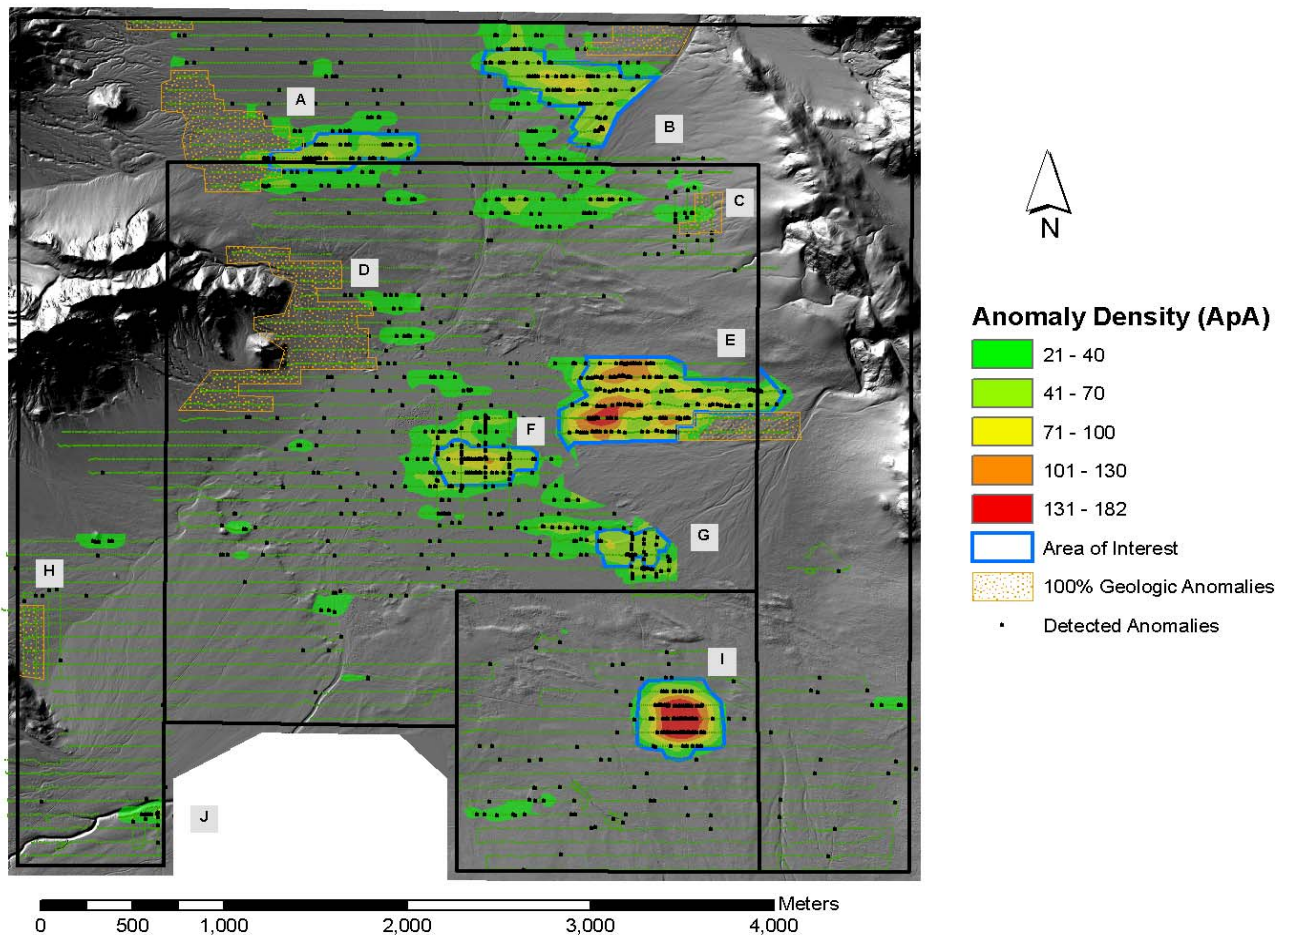 A
B
C
D
E
F
G
H
I
J
N
Anomaly Density (ApA)
21 - 40
41 - 70
71 - 100
101 - 130
131 - 182
Area of Interest
100% Geologic Anomalies
Detected Anomalies
Meters
0 500 1,000 2,000 3,000 4,000